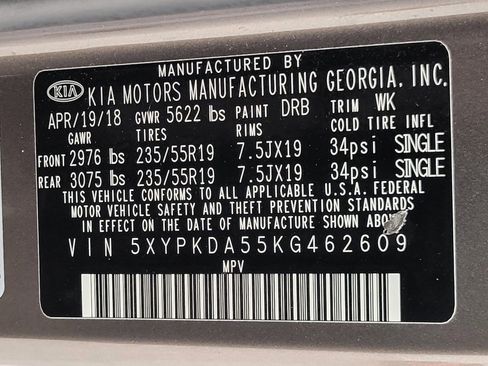 MANUFACTURED BY
KIA KIA MOTORS MANUFACTURING GEORGIA, INC.
APR/19/18 GVWR 5622 lbs PAINT DRB TRIM WK
GAWR TIRES RIMS COLD TIRE INFL
FRONT 2976 lbs 235/55R19 7.5JX19 34psi SINGLE
REAR 3075 lbs 235/55R19 7.5JX19 34psi SINGLE
THIS VEHICLE CONFORMS TO ALL APPLICABLE U.S.A. FEDERAL
MOTOR VEHICLE SAFETY AND THEFT PREVENTION STANDARDS
IN EFFECT ON THE DATE OF MANUFACTURE SHOWN ABOVE
VIN 5XYPKDA55KG462609
MPV